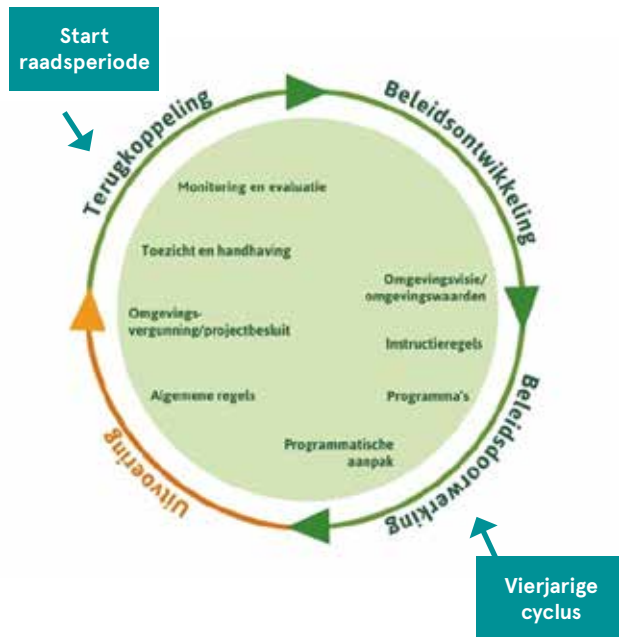 Start
raadsperiode
Terugkoppeling
Beleidsontwikkeling
Monitoring en evaluatie
Toezicht en handhaving
Omgevingsvisie/
omgevingswaarden
Omgevings-
vergunning/projectbesluit
Instructieregels
Algemene regels
Programma's
Programmatische
aanpak
Uitvoering
Beleidsdoorwerking
Vierjarige
cyclus